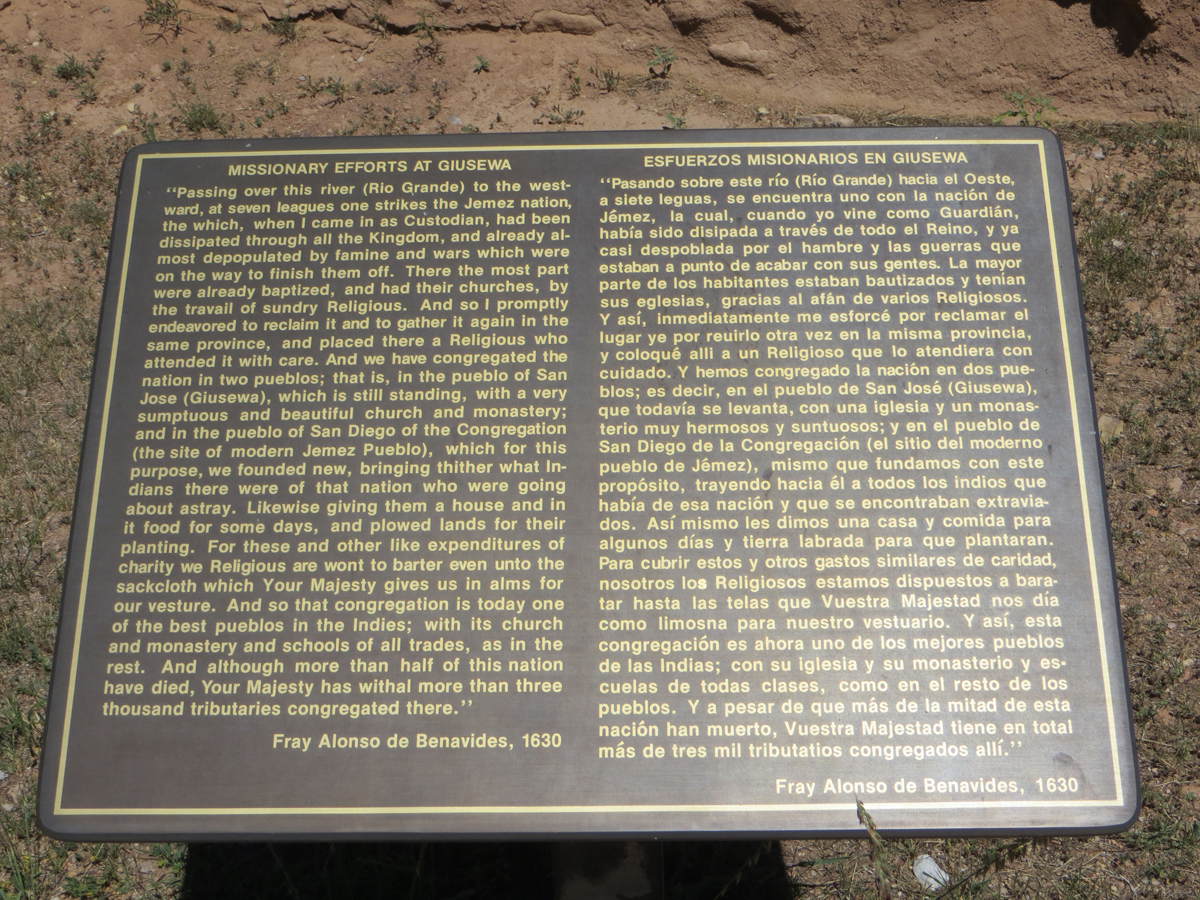 MISSIONARY EFFORTS AT GIUSEWA
“Passing over this river (Rio Grande) to the west-
ward, at seven leagues one strikes the Jemez nation,
the which, when I came in as Custodian, had been
dissipated through all the Kingdom, and already al-
most depopulated by famine and wars which were
on the way to finish them off. There the most part
were already baptized, and had their churches, by
the travail of sundry Religious. And so I promptly
endeavored to reclaim it and to gather it again in the
same province, and placed there a Religious who
attended it with care. And we have congregated the
nation in two pueblos; that is, in the pueblo of San
Jose (Giusewa), which is still standing, with a very
sumptuous and beautiful church and monastery;
and in the pueblo of San Diego of the Congregation
(the site of modern Jemez Pueblo), which for this
purpose, we founded new, bringing thither what In-
dians there were of that nation who were going
about astray. Likewise giving them a house and in
it food for some days, and plowed lands for their
planting. For these and other like expenditures of
charity we Religious are wont to barter even unto the
sackcloth which Your Majesty gives us in alms for
our vesture. And so that congregation is today one
of the best pueblos in the Indies; with its church
and monastery and schools of all trades, as in the
rest. And although more than half of this nation
have died, Your Majesty has withal more than three
thousand tributaries congregated there.”
Fray Alonso de Benavides, 1630
ESFUERZOS MISIONARIOS EN GIUSEWA
“Pasando sobre este río (Río Grande) hacia el Oeste,
a siete leguas, se encuentra uno con la nación de
Jémez, la cual, cuando yo vine como Guardián,
había sido disipada a través de todo el Reino, y ya
casi despoblada por el hambre y las guerras que
estaban a punto de acabar con sus gentes. La mayor
parte de los habitantes estaban bautizados y tenían
sus eglesias, gracias al afán de varios Religiosos.
Y así, inmediatamente me esforcé por reclamar el
lugar ye por reuirlo otra vez en la misma provincia,
y coloqué alli a un Religioso que lo atendiera con
cuidado. Y hemos congregado la nación en dos pue-
blos; es decir, en el pueblo de San José (Giusewa),
que todavía se levanta, con una iglesia y un monas-
terio muy hermosos y suntuosos; y en el pueblo de
San Diego de la Congregación (el sitio del moderno
pueblo de Jémez), mismo que fundamos con este
propósito, trayendo hacia él a todos los indios que
había de esa nación y que se encontraban extravia-
dos. Así mismo les dimos una casa y comida para
algunos días y tierra labrada para que plantaran.
Para cubrir estos y otros gastos similares de caridad,
nosotros los Religiosos estamos dispuestos a bara-
tar hasta las telas que Vuestra Majestad nos día
como limosna para nuestro vestuario. Y así, esta
congregación es ahora uno de los mejores pueblos
de las Indias; con su iglesia y su monasterio y es-
cuelas de todas clases, como en el resto de los
pueblos. Y a pesar de que más de la mitad de esta
nación han muerto, Vuestra Majestad tiene en total
más de tres mil tributatios congregados allí.”
Fray Alonso de Benavides, 1630